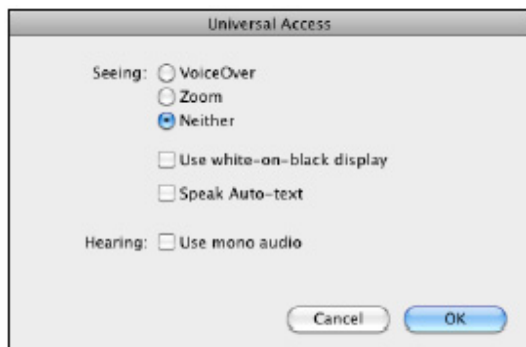 Universal Access
Seeing: VoiceOver
Zoom
Neither
Use white-on-black display
Speak Auto-text
Hearing: Use mono audio
Cancel OK